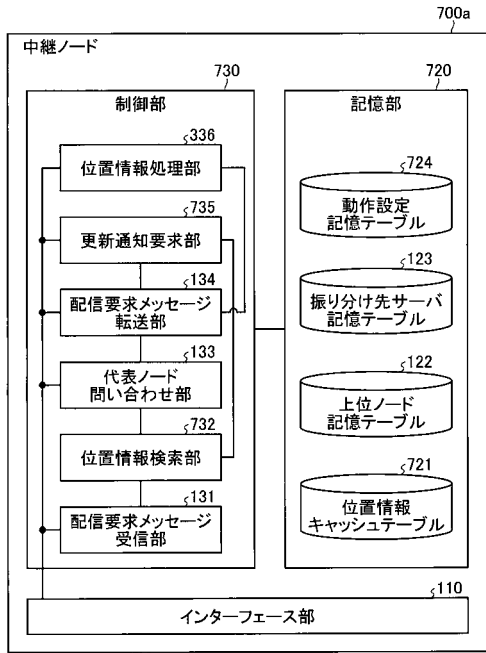 700a
中継ノード
730
制御部
336
位置情報処理部
735
更新通知要求部
134
配信要求メッセージ
転送部
133
代表ノード
問い合わせ部
732
位置情報検索部
131
配信要求メッセージ
受信部
720
記憶部
724
動作設定
記憶テーブル
123
振り分け先サーバ
記憶テーブル
122
上位ノード
記憶テーブル
721
位置情報
キャッシュテーブル
110
インターフェース部